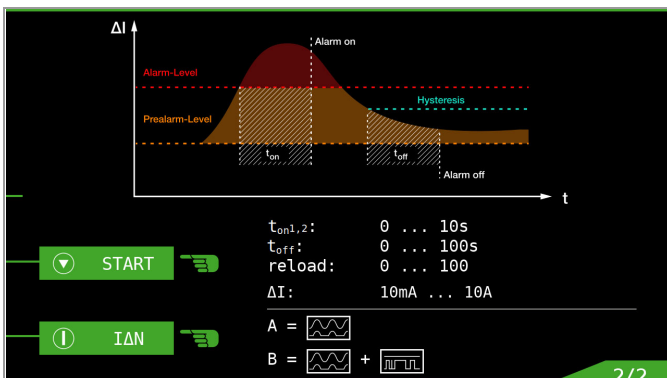 ΔI
Alarm on
Alarm-Level
Hysteresis
Prealarm-Level
ton
toff
Alarm off
t
ton1,2: 0 ... 10s
toff: 0 ... 100s
reload: 0 ... 100
START
ΔI: 10mA ... 10A
A =
IΔN
B = +
2/2